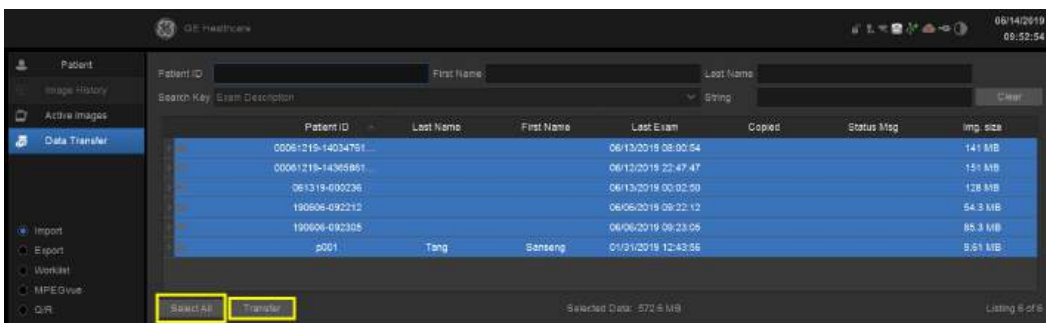 GE Healthcare
06/14/2019
09:52:54
Patient
Image History
Active Images
Data Transfer
Import
Export
Worklist
MPEGvue
Q/R
Patient ID First Name Last Name
Search Key Exam Description String Clear
Patient ID Last Name First Name Last Exam Copied Status Msg Img. size
00061219-14034761... 06/13/2019 08:00:54 141 MB
00061219-14365861... 06/12/2019 22:47:47 151 MB
061319-000236 06/13/2019 00:02:50 128 MB
190606-092212 06/06/2019 09:22:12 54.3 MB
190606-092305 06/06/2019 09:23:05 85.3 MB
p001 Tang Sanseng 01/31/2019 12:43:56 9.61 MB
Select All Transfer Selected Data: 572.6 MB Listing 6 of 6